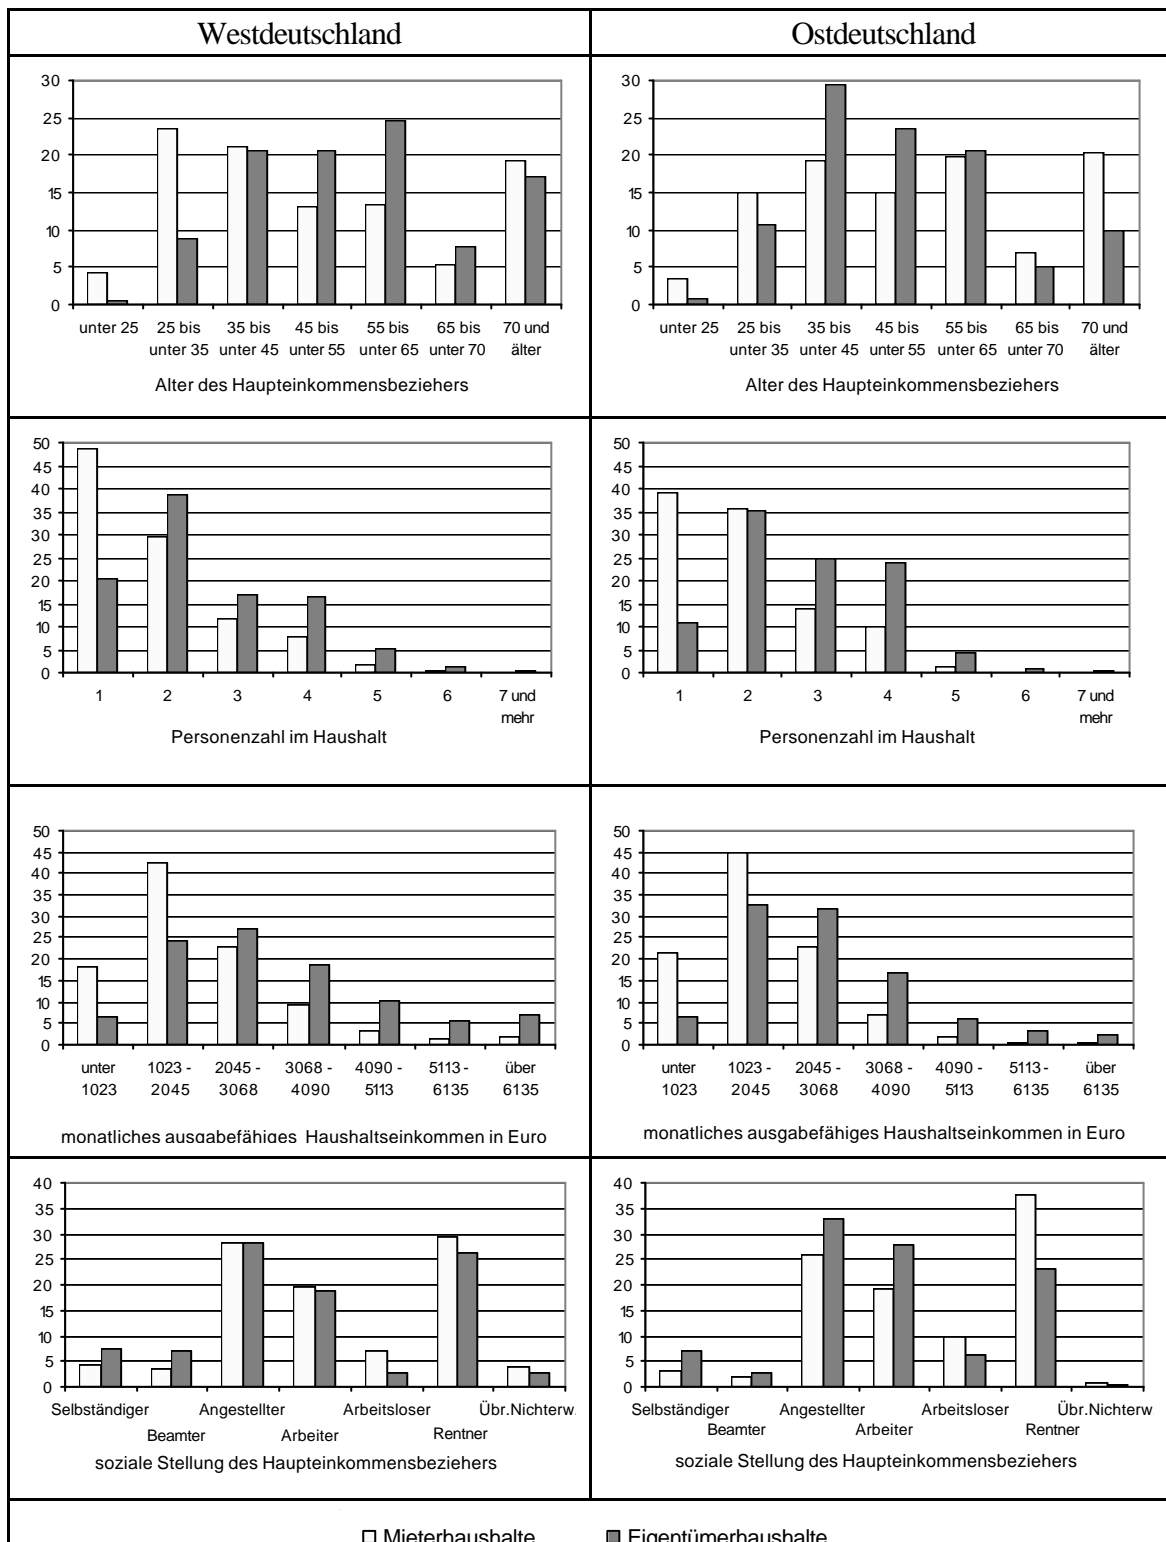 Westdeutschland
Ostdeutschland
30
25
20
15
10
5
0
unter 25
25 bis unter 35
35 bis unter 45
45 bis unter 55
55 bis unter 65
65 bis unter 70
70 und älter
Alter des Haupteinkommensbeziehers
30
25
20
15
10
5
0
unter 25
25 bis unter 35
35 bis unter 45
45 bis unter 55
55 bis unter 65
65 bis unter 70
70 und älter
Alter des Haupteinkommensbeziehers
50
45
40
35
30
25
20
15
10
5
0
1 2 3 4 5 6 7 und mehr
Personenzahl im Haushalt
50
45
40
35
30
25
20
15
10
5
0
1 2 3 4 5 6 7 und mehr
Personenzahl im Haushalt
50
45
40
35
30
25
20
15
10
5
0
unter 1023
1023 - 2045
2045 - 3068
3068 - 4090
4090 - 5113
5113 - 6135
über 6135
monatliches ausgabefähiges Haushaltseinkommen in Euro
50
45
40
35
30
25
20
15
10
5
0
unter 1023
1023 - 2045
2045 - 3068
3068 - 4090
4090 - 5113
5113 - 6135
über 6135
monatliches ausgabefähiges Haushaltseinkommen in Euro
40
35
30
25
20
15
10
5
0
Selbständiger
Beamter
Angestellter
Arbeiter
Arbeitsloser
Rentner
Übr.Nichterw.
soziale Stellung des Haupteinkommensbeziehers
40
35
30
25
20
15
10
5
0
Selbständiger
Beamter
Angestellter
Arbeiter
Arbeitsloser
Rentner
Übr.Nichterw.
soziale Stellung des Haupteinkommensbeziehers
Mieterhaushalte
Eigentümerhaushalte